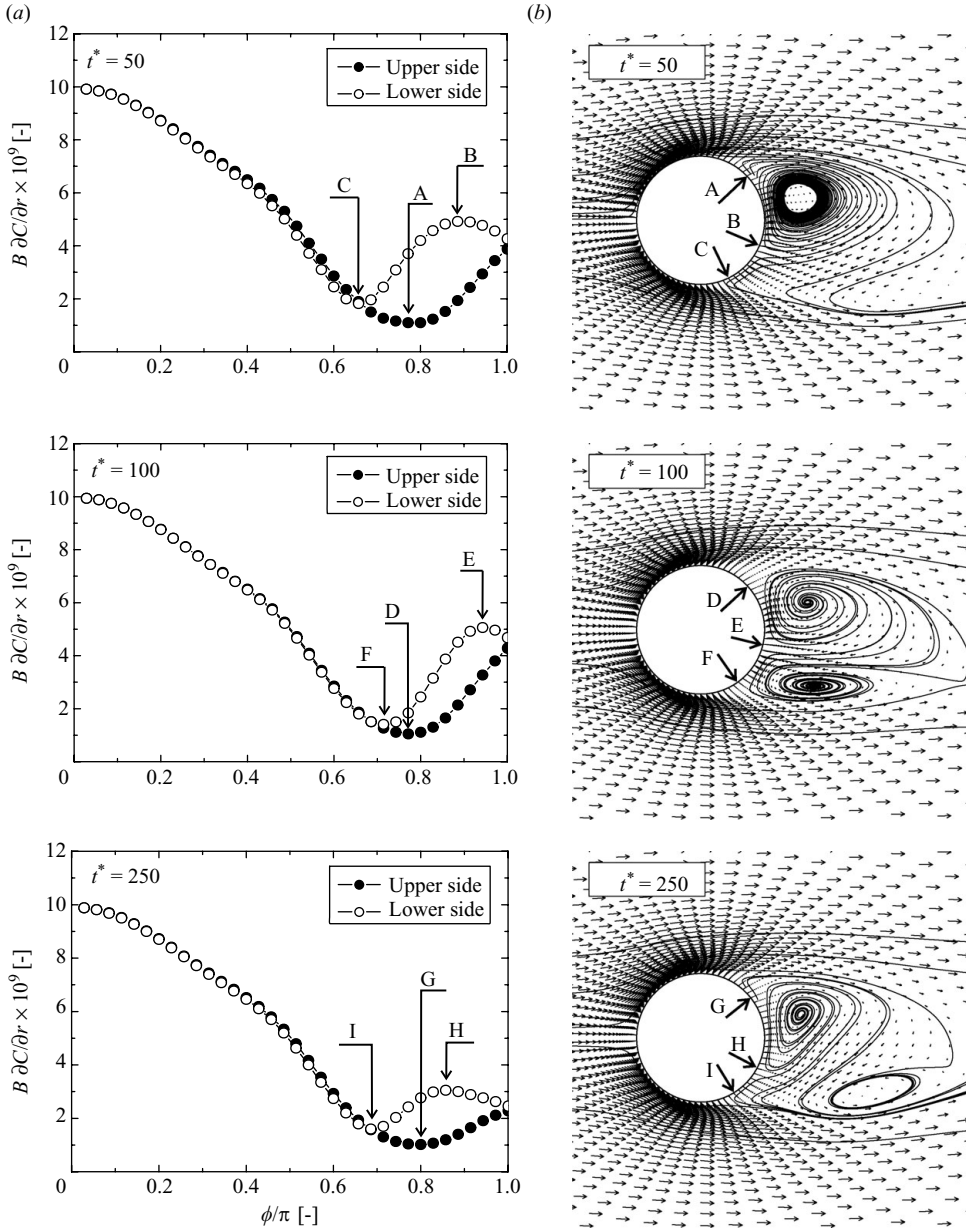 (a)
12
10
8
6
4
2
0
0.2
0.4
0.6
0.8
1.0
B ∂C/∂r × 10⁹ [-]
t* = 50
Upper side
Lower side
C
A
B
(b)
t* = 50
A
B
C
12
10
8
6
4
2
0
0.2
0.4
0.6
0.8
1.0
B ∂C/∂r × 10⁹ [-]
t* = 100
Upper side
Lower side
F
D
E
t* = 100
D
E
F
12
10
8
6
4
2
0
0.2
0.4
0.6
0.8
1.0
B ∂C/∂r × 10⁹ [-]
ϕ/π [-]
t* = 250
Upper side
Lower side
I
G
H
t* = 250
G
H
I